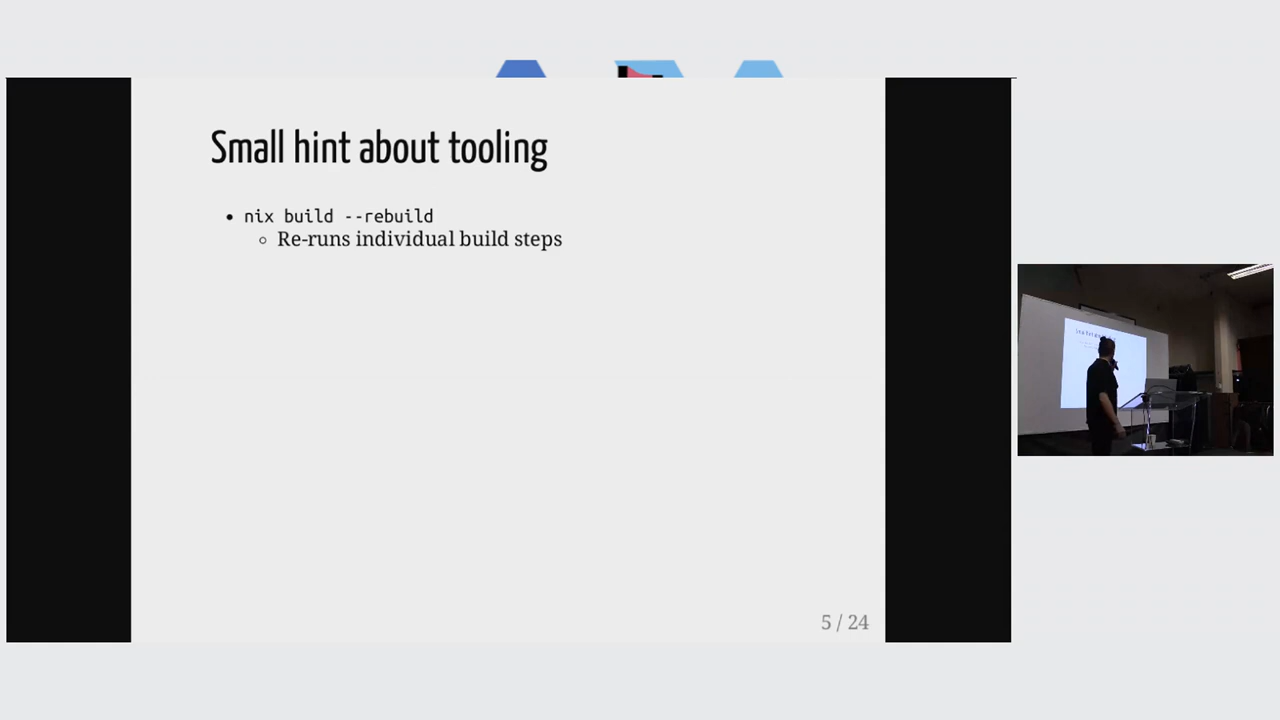 Small hint about tooling
• nix build --rebuild
◦ Re-runs individual build steps
5 / 24